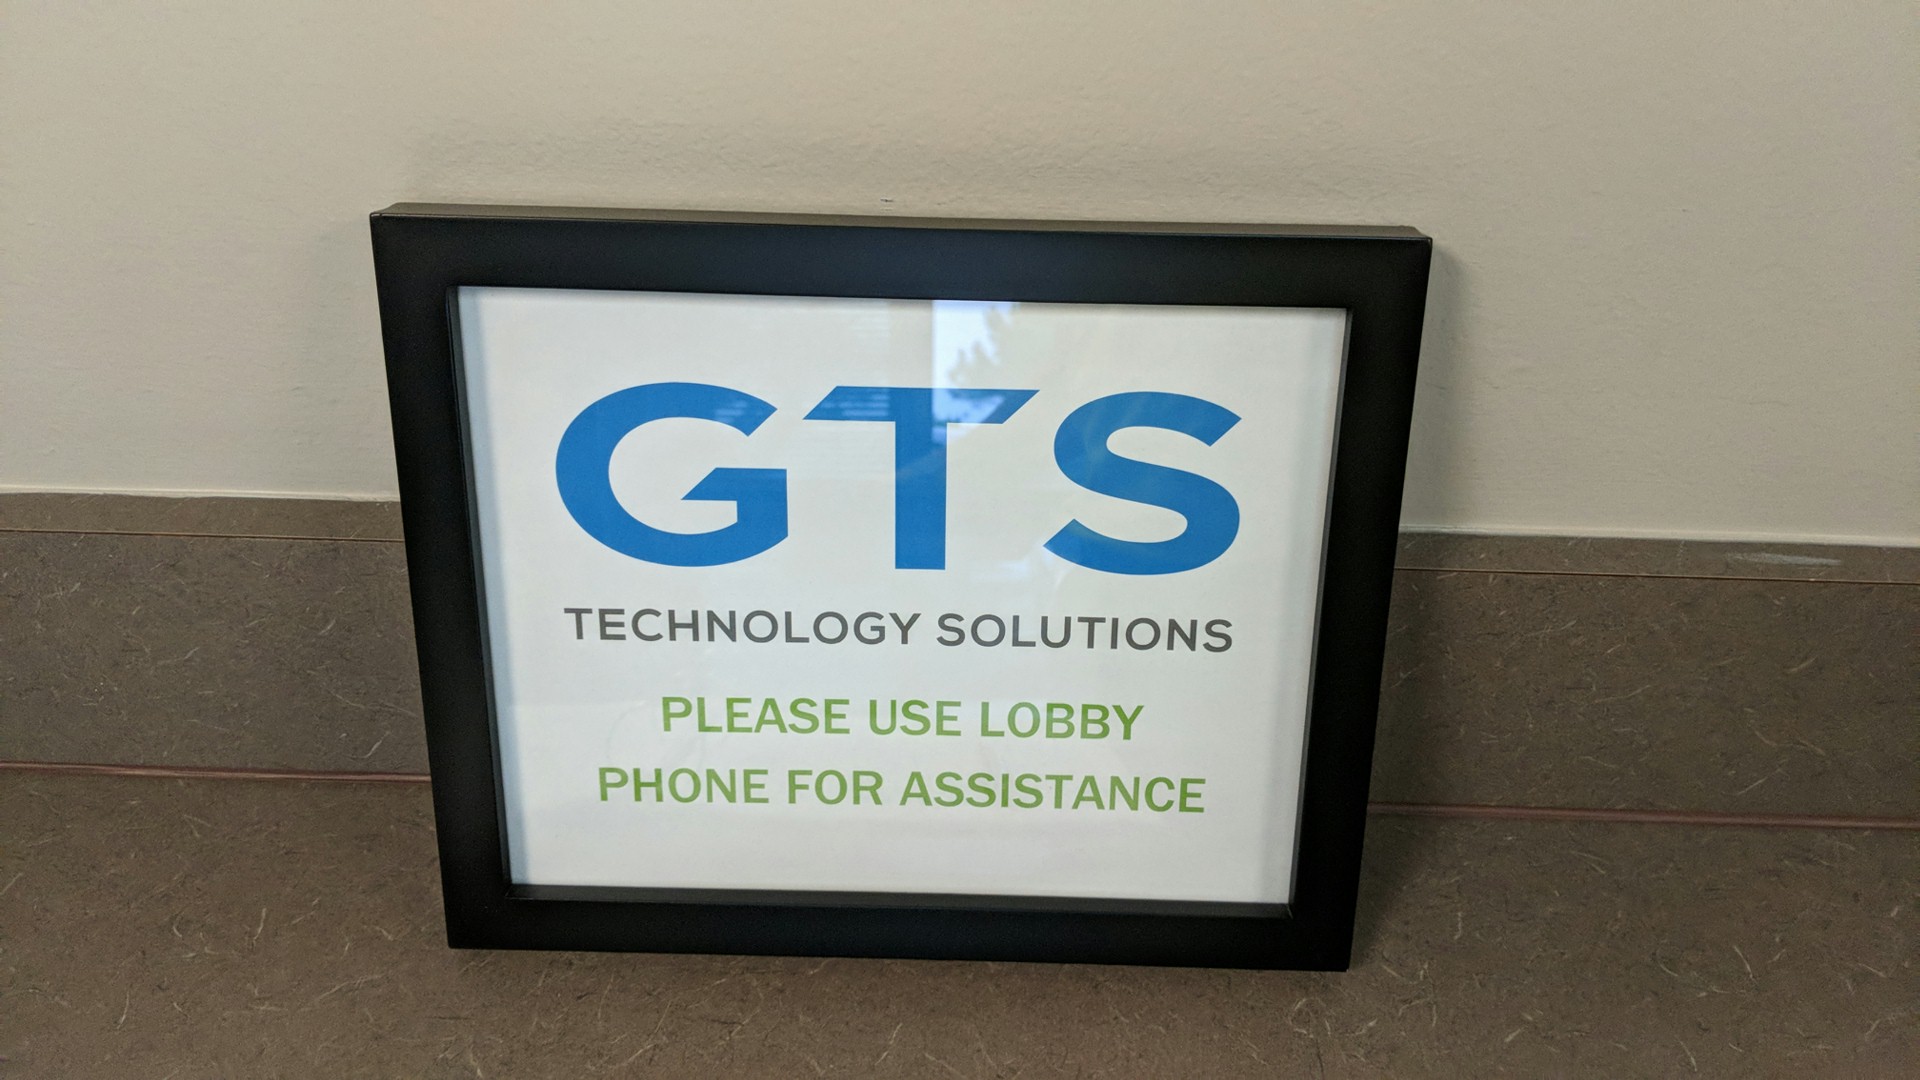 GTS
TECHNOLOGY SOLUTIONS
PLEASE USE LOBBY
PHONE FOR ASSISTANCE